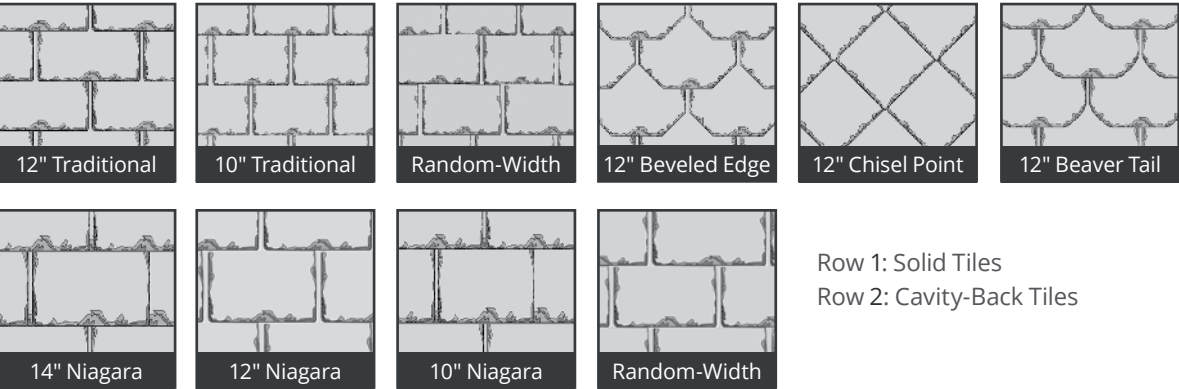 12" Traditional
10" Traditional
Random-Width
12" Beveled Edge
12" Chisel Point
12" Beaver Tail
14" Niagara
12" Niagara
10" Niagara
Random-Width
Row 1: Solid Tiles
Row 2: Cavity-Back Tiles